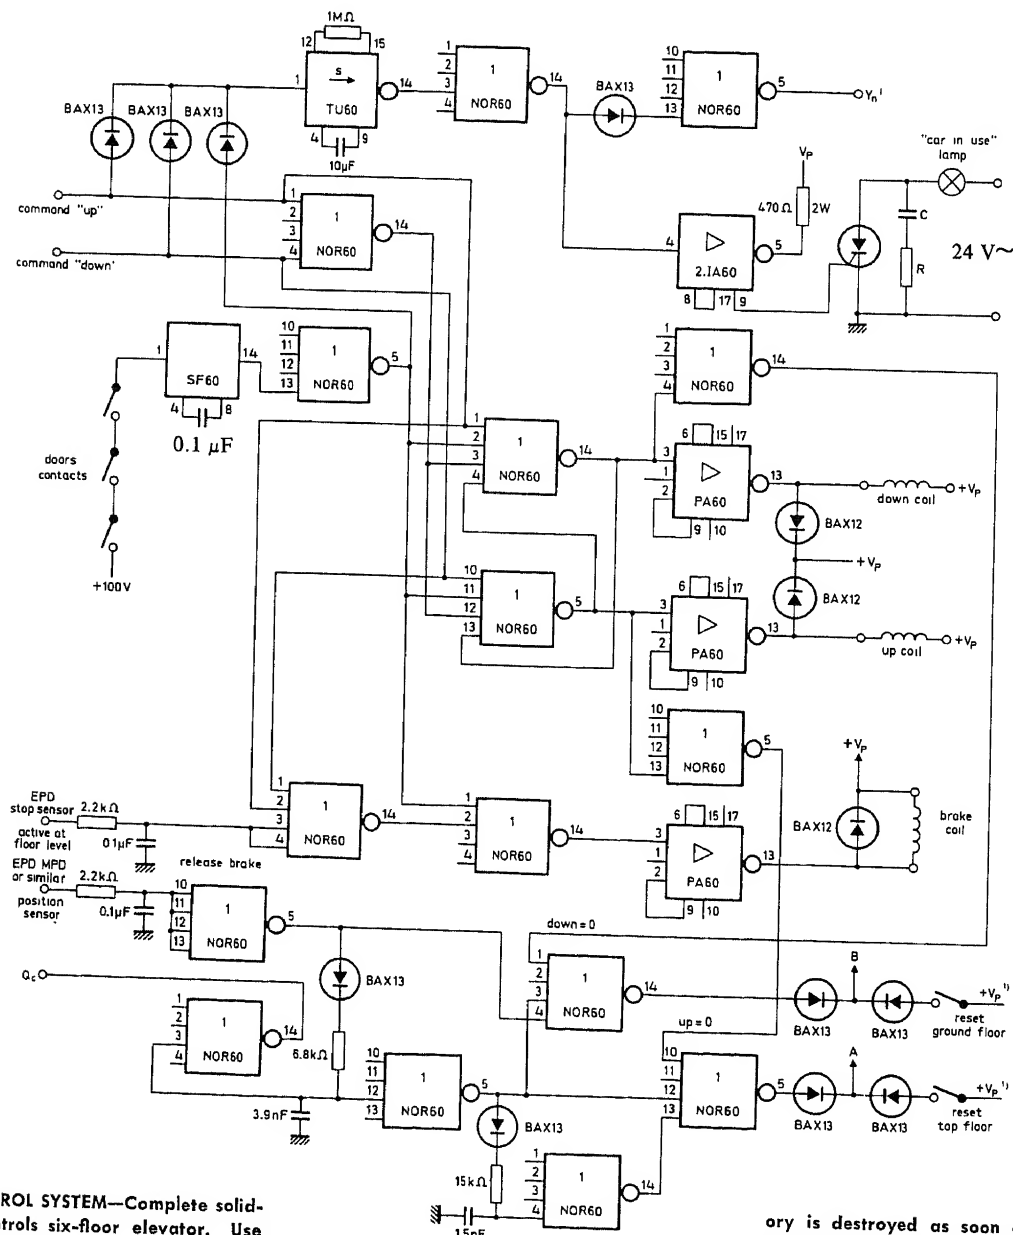 1MΩ
12 15
1 S TU60 14
4 9
10µF
BAX13 BAX13 BAX13
1 2 3 4 1 NOR60 14
BAX13
10 11 12 13 1 NOR60 5
Yn'
command "up"
command "down'
1 2 3 4 1 NOR60 14
VP
470Ω 2W
4 2.IA60 5
8 17 9
"car in use"
lamp
C
R
24 V~
1 SF60 14
4 8
0.1 µF
doors
contacts
+100V
10 11 12 13 1 NOR60 5
1 2 3 4 1 NOR60 14
1 2 3 4 1 NOR60 14
6 15 17
3 1 2 PA60 13
9 10
down coil
+VP
BAX12
+VP
BAX12
10 11 12 13 1 NOR60 5
6 15 17
3 1 2 PA60 13
9 10
up coil
+VP
10 11 12 13 1 NOR60 5
EPD
stop sensor
active at
floor level
2.2kΩ
0.1µF
1 2 3 4 1 NOR60 14
1 2 3 4 1 NOR60 14
6 15 17
3 1 2 PA60 13
9 10
+VP
BAX12
brake
coil
EPD MPD
or similar
position
sensor
2.2kΩ
0.1µF
release brake
10 11 12 13 1 NOR60 5
down=0
BAX13
Qc
1 2 3 4 1 NOR60 14
6.8kΩ
3.9nF
1 2 3 4 1 NOR60 14
B
BAX13 BAX13
+VP 1)
reset
ground floor
up=0
10 11 12 13 1 NOR60 5
10 11 12 13 1 NOR60 5
A
BAX13 BAX13
+VP 1)
reset
top floor
BAX13
15kΩ
1.5nF
1 2 3 4 1 NOR60 14
ROL SYSTEM—Complete solid-
ntrols six-floor elevator. Use
ory is destroyed as soon